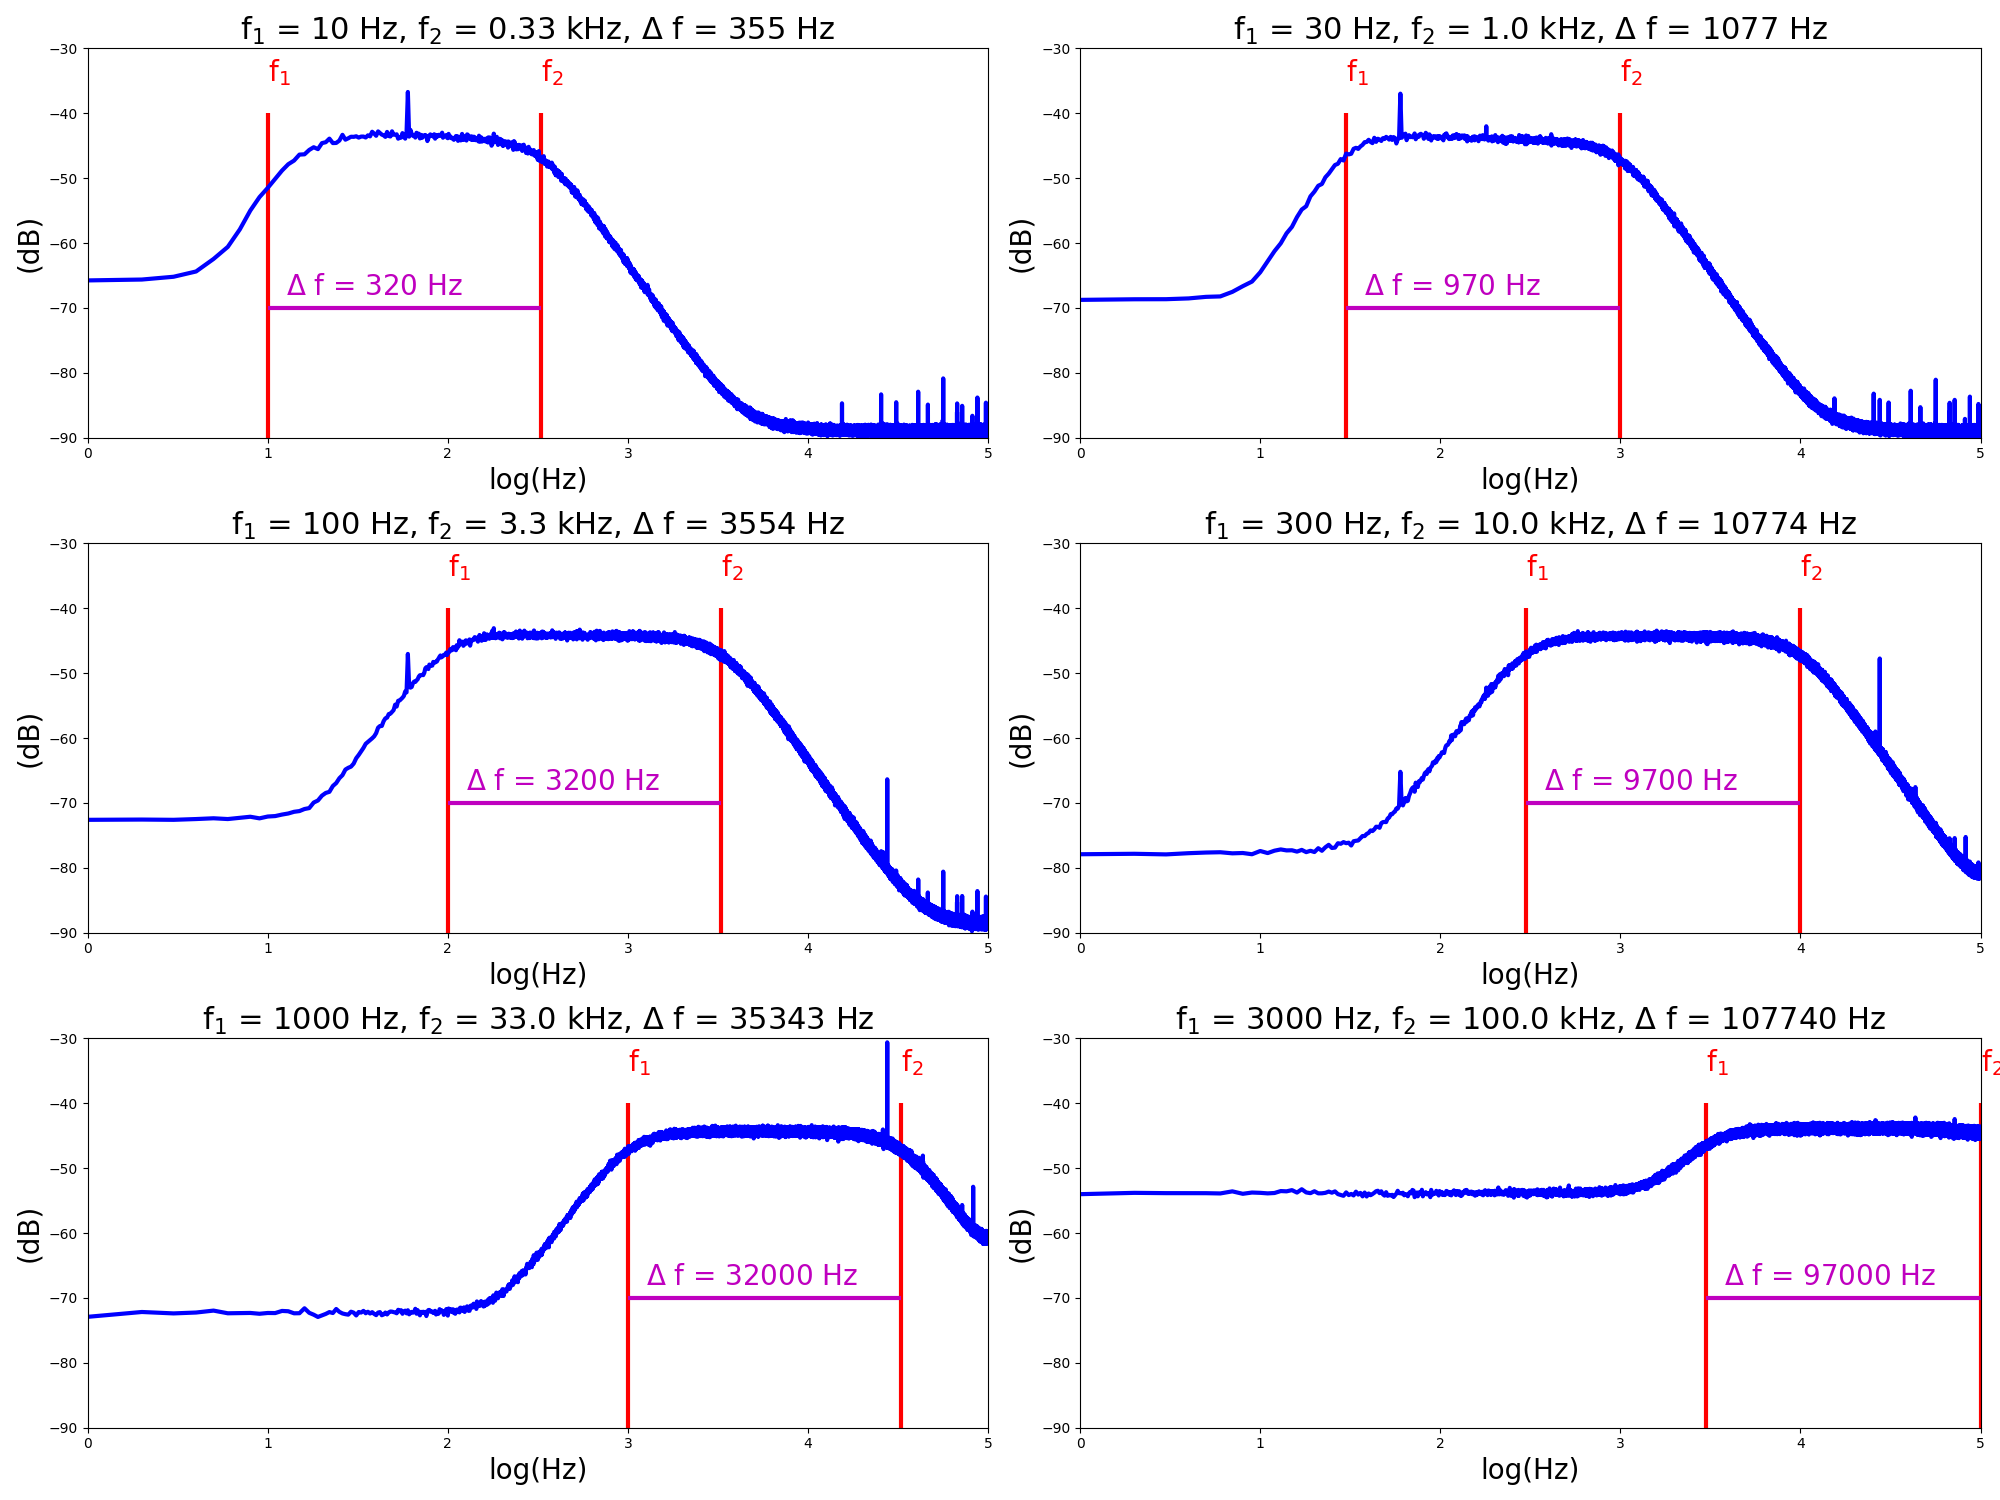 f₁ = 10 Hz, f₂ = 0.33 kHz, Δ f = 355 Hz
−30
−40
−50
−60
−70
−80
−90
(dB)
f₁
f₂
Δ f = 320 Hz
0 1 2 3 4 5
log(Hz)
f₁ = 30 Hz, f₂ = 1.0 kHz, Δ f = 1077 Hz
−30
−40
−50
−60
−70
−80
−90
(dB)
f₁
f₂
Δ f = 970 Hz
0 1 2 3 4 5
log(Hz)
f₁ = 100 Hz, f₂ = 3.3 kHz, Δ f = 3554 Hz
−30
−40
−50
−60
−70
−80
−90
(dB)
f₁
f₂
Δ f = 3200 Hz
0 1 2 3 4 5
log(Hz)
f₁ = 300 Hz, f₂ = 10.0 kHz, Δ f = 10774 Hz
−30
−40
−50
−60
−70
−80
−90
(dB)
f₁
f₂
Δ f = 9700 Hz
0 1 2 3 4 5
log(Hz)
f₁ = 1000 Hz, f₂ = 33.0 kHz, Δ f = 35343 Hz
−30
−40
−50
−60
−70
−80
−90
(dB)
f₁
f₂
Δ f = 32000 Hz
0 1 2 3 4 5
log(Hz)
f₁ = 3000 Hz, f₂ = 100.0 kHz, Δ f = 107740 Hz
−30
−40
−50
−60
−70
−80
−90
(dB)
f₁
f₂
Δ f = 97000 Hz
0 1 2 3 4 5
log(Hz)